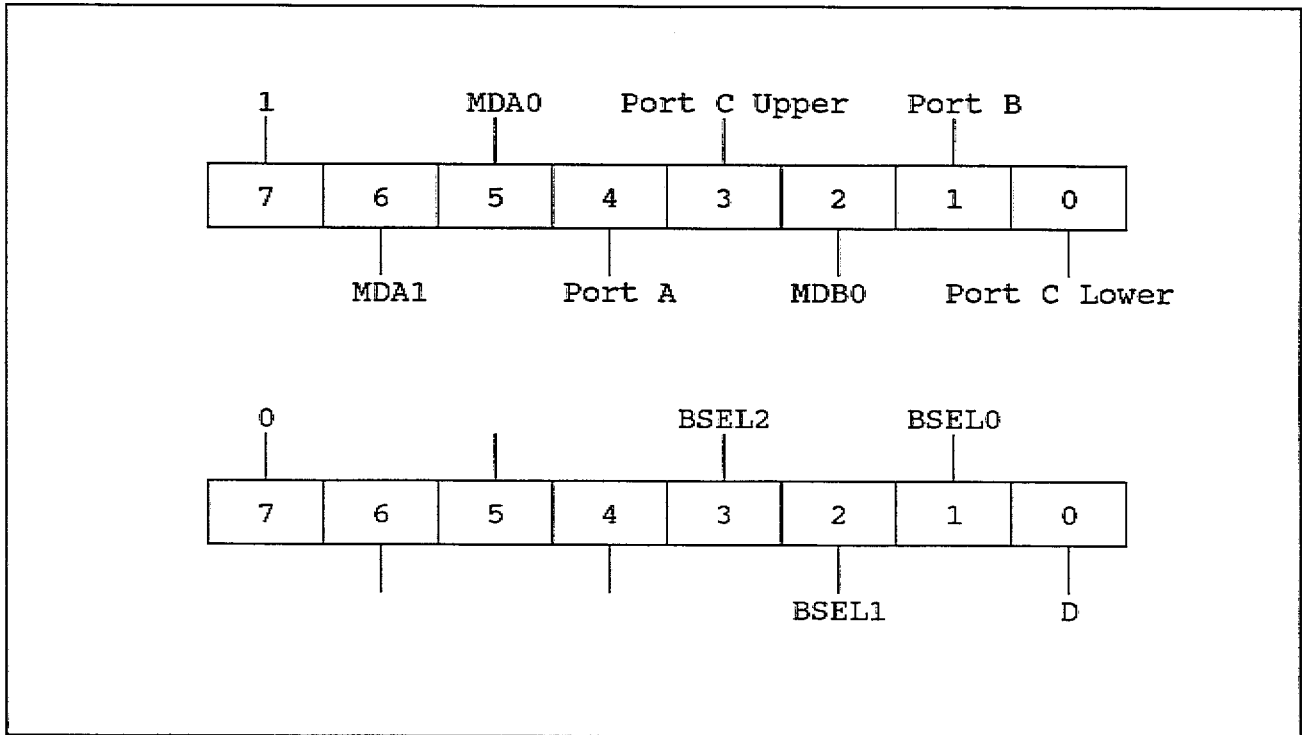 1 MDA0 Port C Upper Port B
7 6 5 4 3 2 1 0
MDA1 Port A MDB0 Port C Lower
0 BSEL2 BSEL0
7 6 5 4 3 2 1 0
BSEL1 D